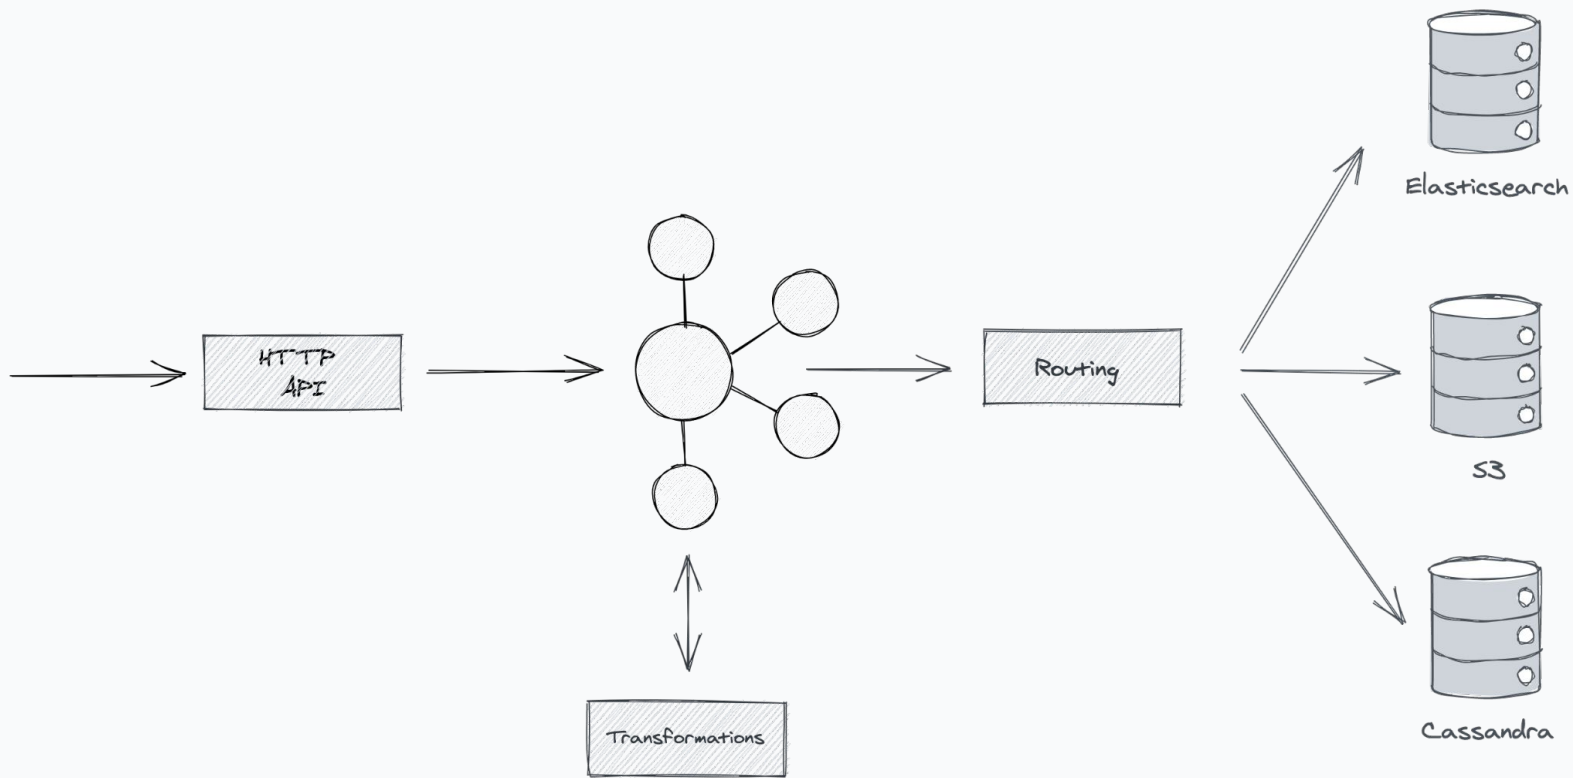 Elasticsearch
HTTP
API
Routing
S3
Transformations
Cassandra